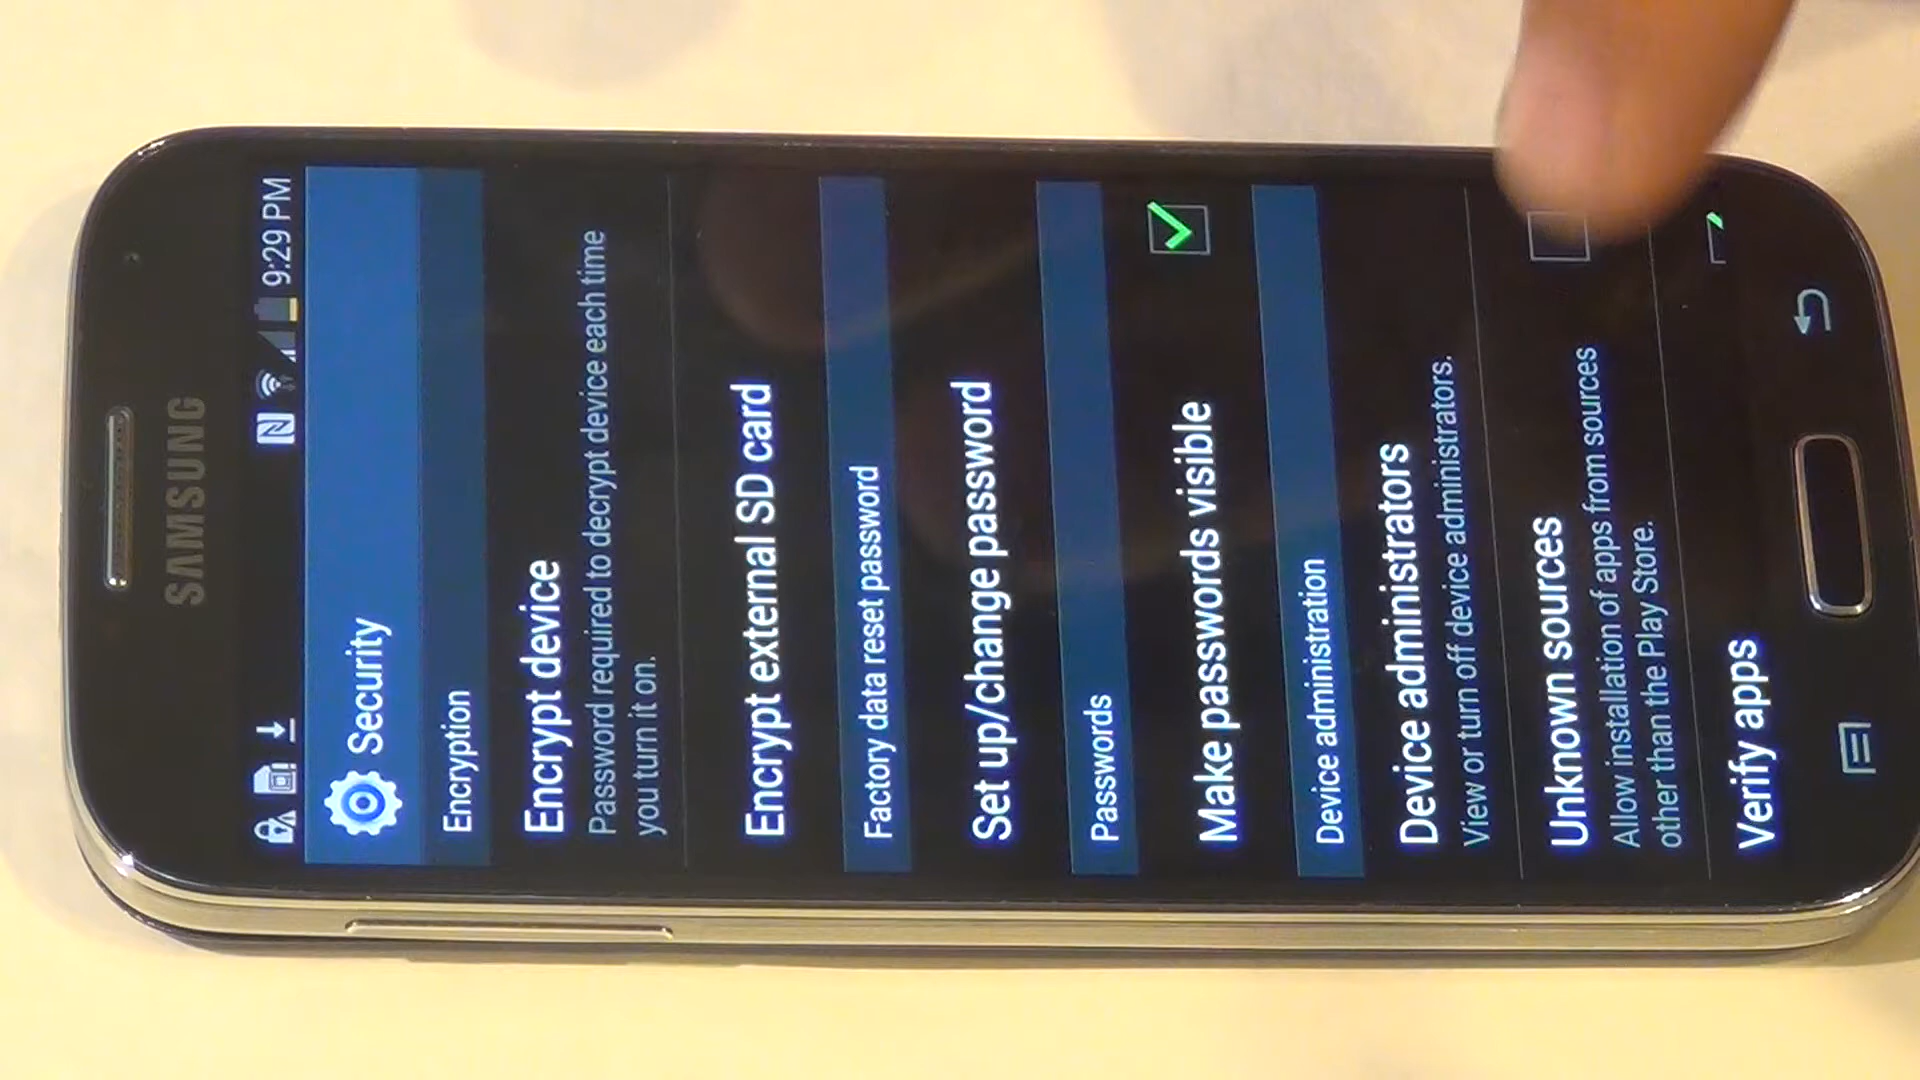 SAMSUNG
9:29 PM
Security
Encryption
Encrypt device
Password required to decrypt device each time
you turn it on.
Encrypt external SD card
Factory data reset password
Set up/change password
Passwords
Make passwords visible
Device administration
Device administrators
View or turn off device administrators.
Unknown sources
Allow installation of apps from sources
other than the Play Store.
Verify apps